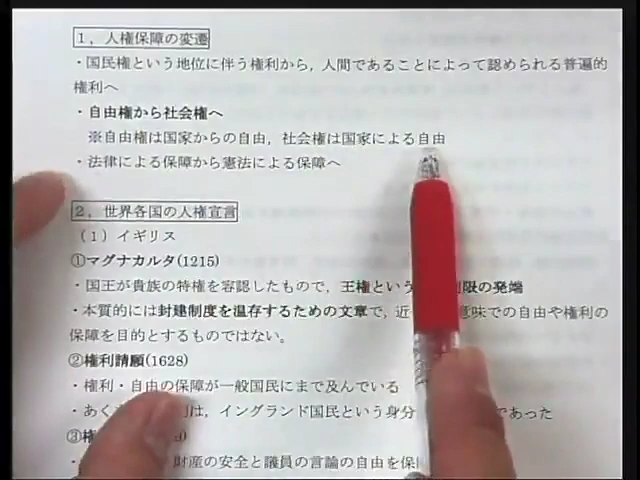 １，人権保障の変遷
・国民権という地位に伴う権利から，人間であることによって認められる普遍的
権利へ
・自由権から社会権へ
※自由権は国家からの自由，社会権は国家による自由
・法律による保障から憲法による保障へ
２，世界各国の人権宣言
（１）イギリス
①マグナカルタ(1215)
・国王が貴族の特権を容認したもので，王権という 限の発端
・本質的には封建制度を温存するための文章で，近 意味での自由や権利の
保障を目的とするものではない。
②権利請願(1628)
・権利・自由の保障が一般国民にまで及んでいる
・あくま は，イングランド国民という身分 であった
③権
・ 財産の安全と議員の言論の自由を保